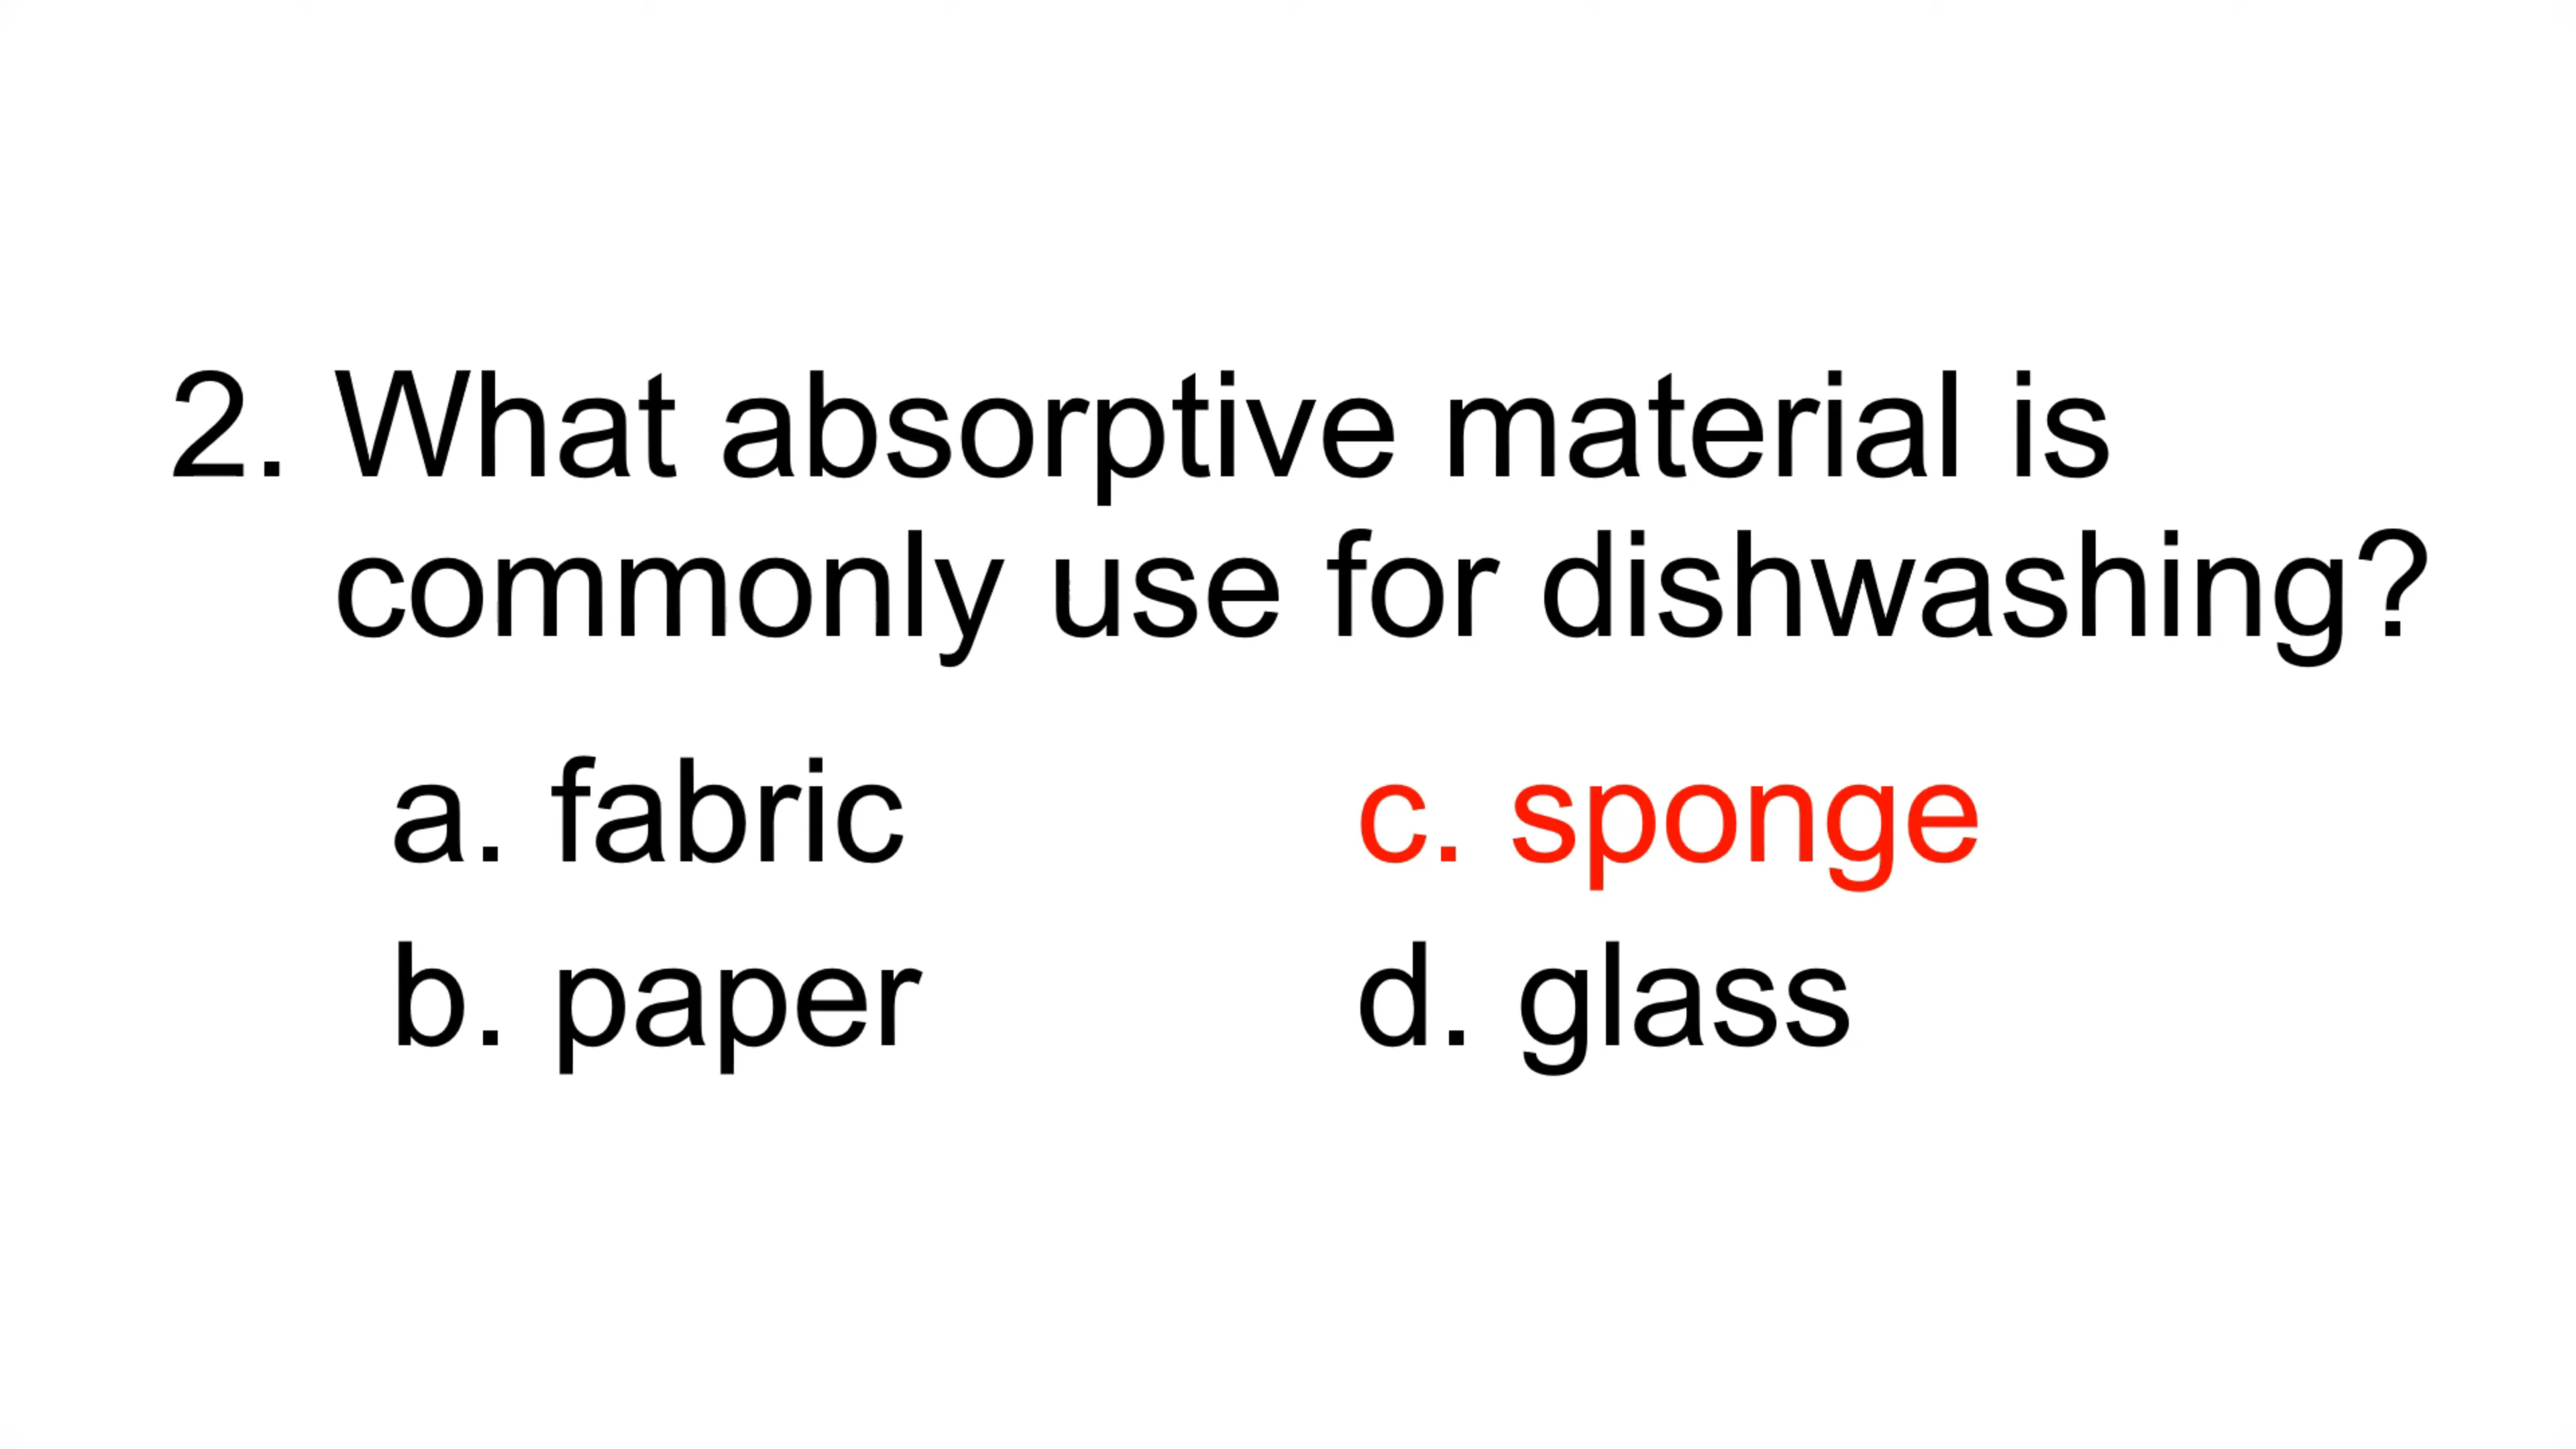 2. What absorptive material is
commonly use for dishwashing?
a. fabric
b. paper
c. sponge
d. glass